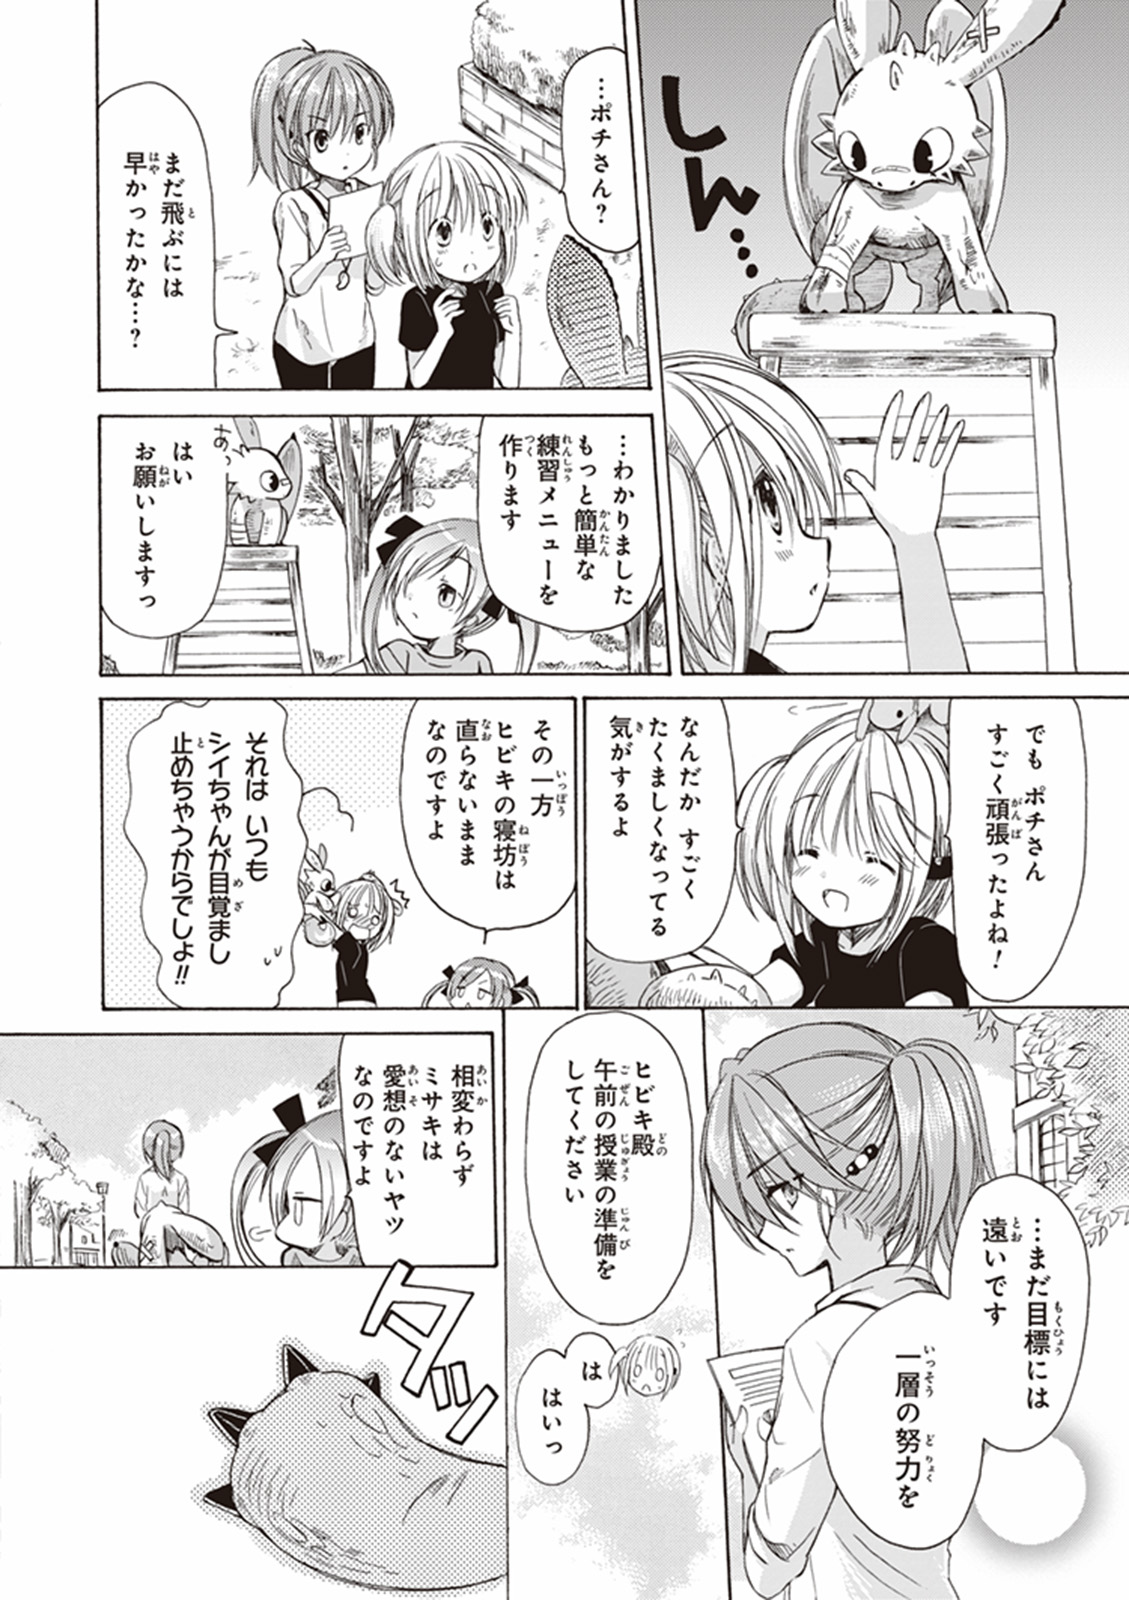 しーん…
…ポチさん？
まだ飛ぶには
早かったかな…？
…わかりました
もっと簡単な
練習メニューを
作ります
あっ
はい
お願いしますっ
でも ポチさん
すごく頑張ったよね！
なんだか すごく
たくましくなってる
気がするよ
その一方
ヒビキの寝坊は
直らないまま
なのですよ
それは いつも
シイちゃんが目覚まし
止めちゃうからでしょ!!
…まだ目標には
遠いです
一層の努力を
ヒビキ殿
午前の授業の準備を
してください
は
はいっ
相変わらず
ミサキは
愛想のないヤツ
なのですよ
タッ